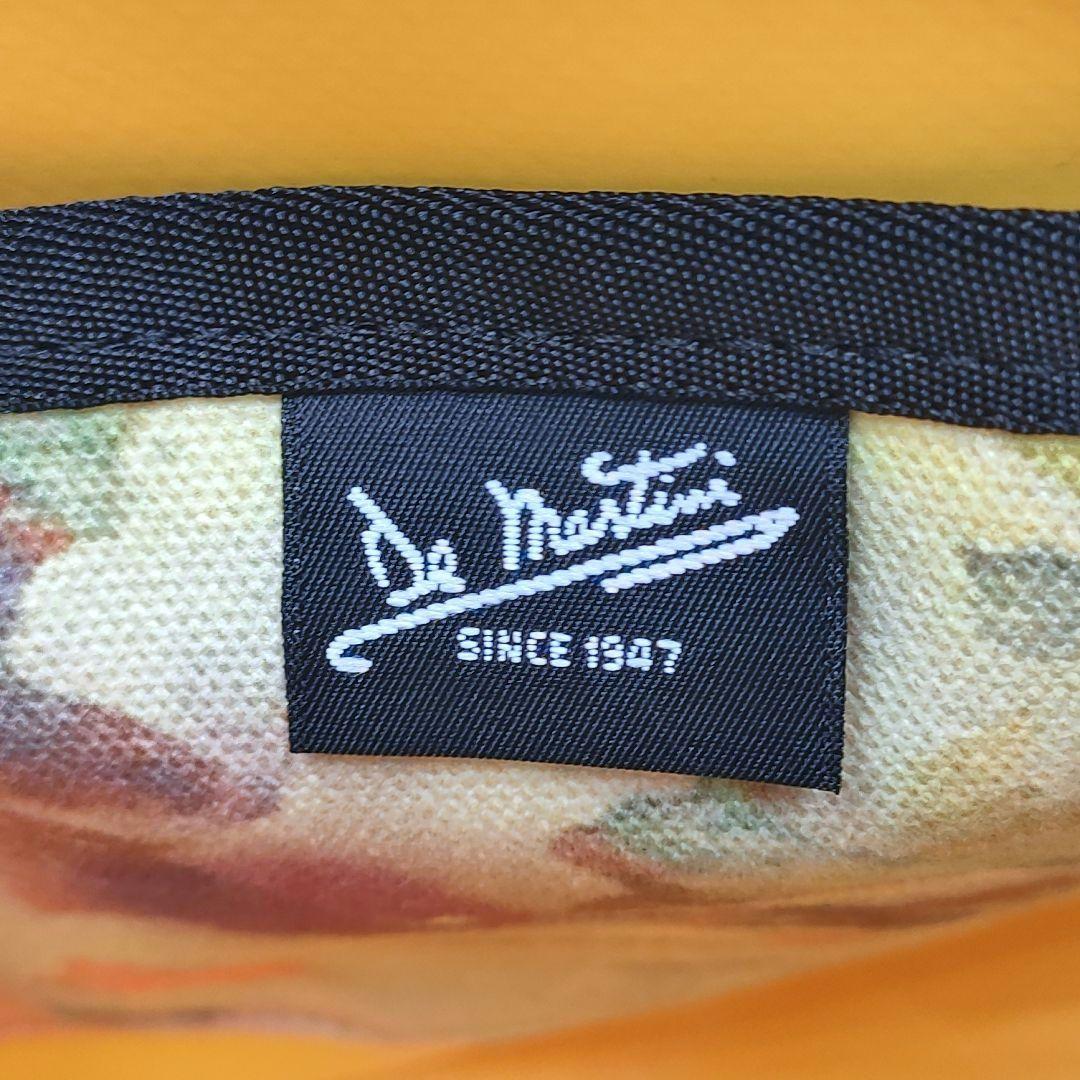 De Martini
SINCE 1947